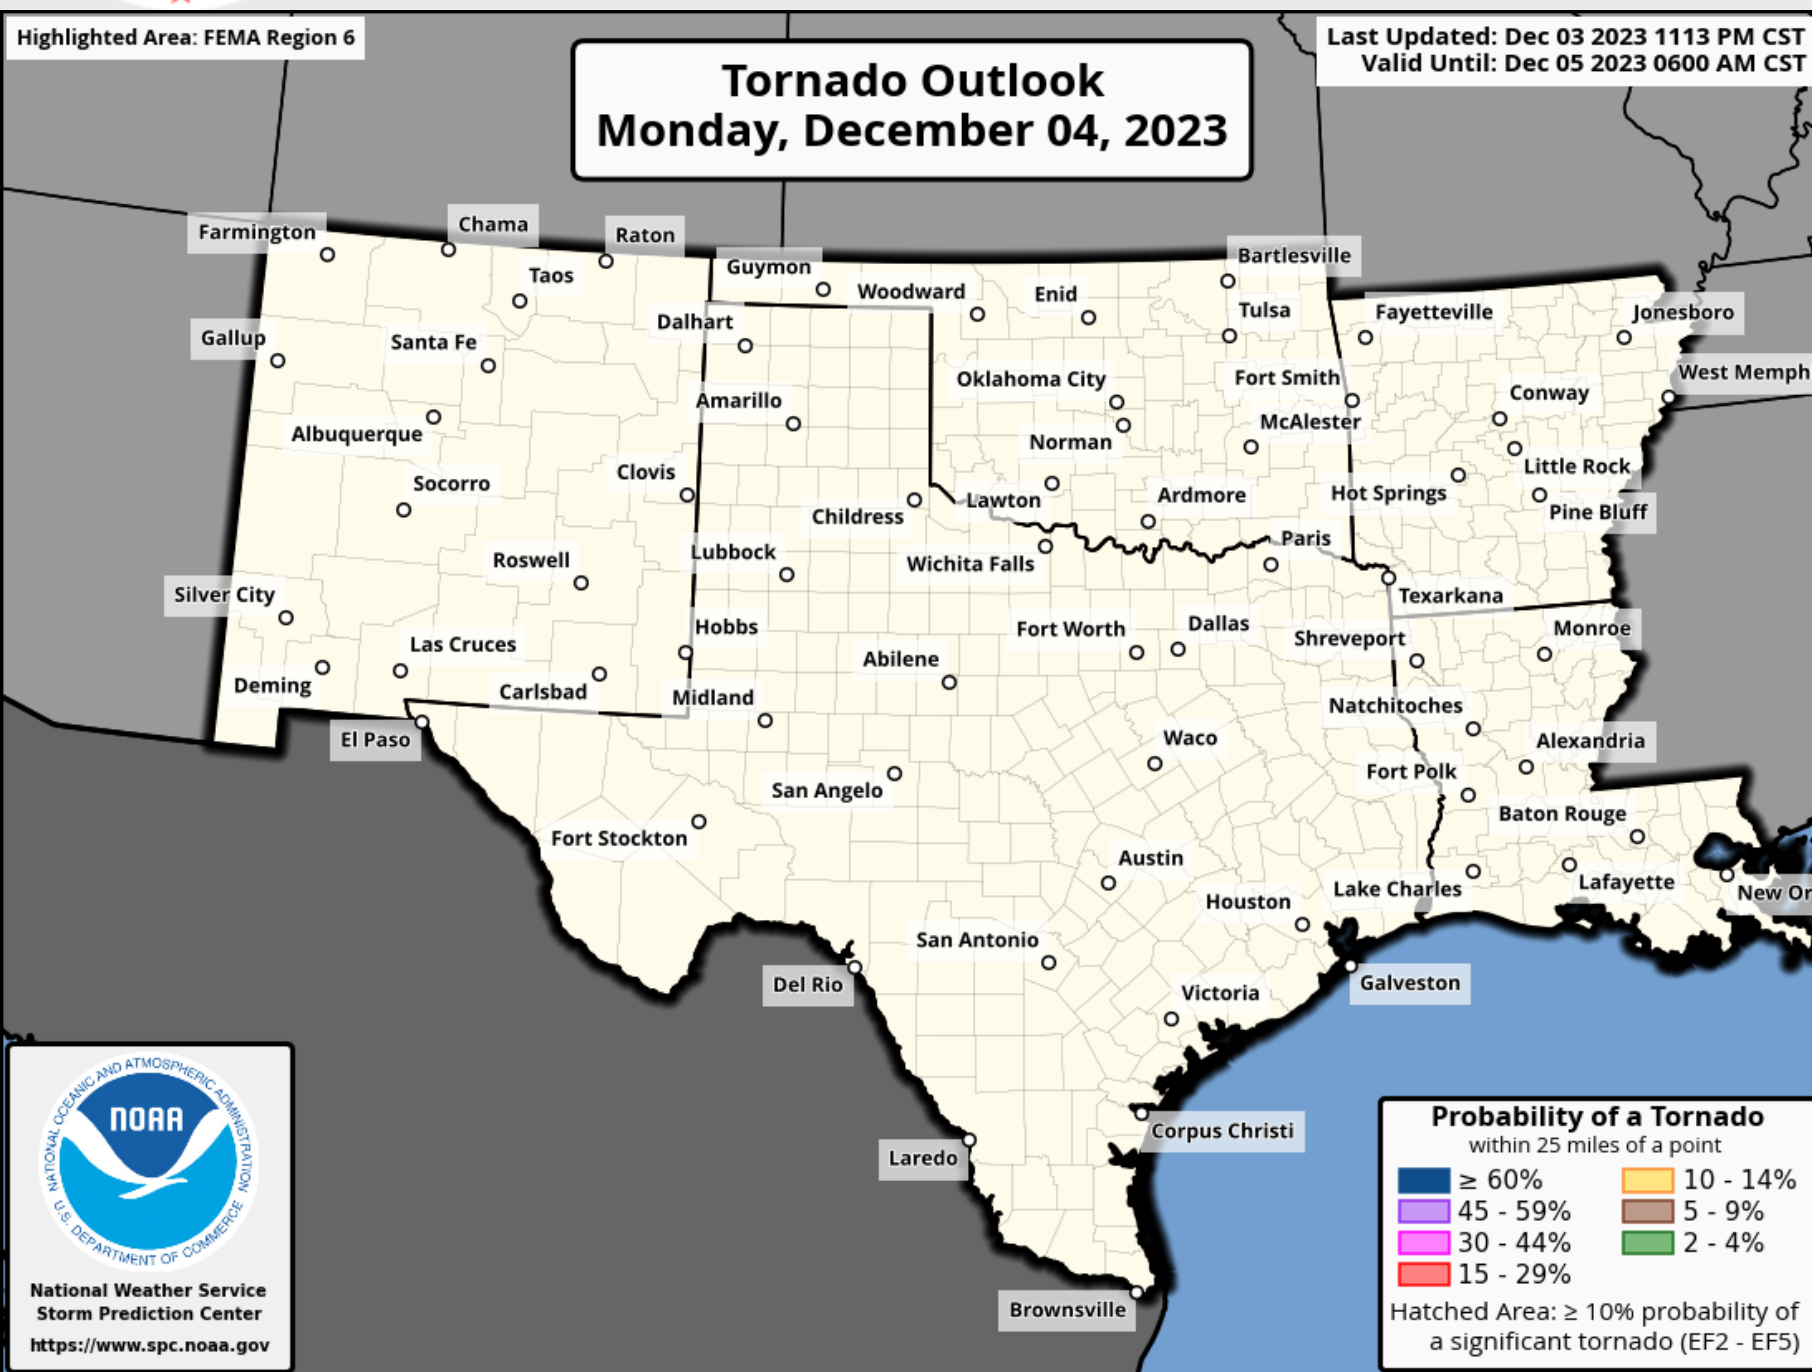 Highlighted Area: FEMA Region 6
Tornado Outlook
Monday, December 04, 2023
Last Updated: Dec 03 2023 1113 PM CST
Valid Until: Dec 05 2023 0600 AM CST
Farmington
Chama
Raton
Taos
Guymon
Woodward
Enid
Bartlesville
Tulsa
Fayetteville
Jonesboro
Gallup
Santa Fe
Dalhart
Oklahoma City
Fort Smith
Conway
West Memph
Albuquerque
Amarillo
Norman
McAlester
Little Rock
Socorro
Clovis
Childress
Lawton
Ardmore
Hot Springs
Pine Bluff
Roswell
Lubbock
Wichita Falls
Paris
Texarkana
Silver City
Las Cruces
Hobbs
Fort Worth
Dallas
Shreveport
Monroe
Deming
Carlsbad
Midland
Abilene
Natchitoches
El Paso
Waco
Alexandria
San Angelo
Fort Polk
Fort Stockton
Baton Rouge
Austin
Houston
Lake Charles
Lafayette
New Or
San Antonio
Del Rio
Victoria
Galveston
Corpus Christi
Laredo
Brownsville
NATIONAL OCEANIC AND ATMOSPHERIC ADMINISTRATION
NOAA
U.S. DEPARTMENT OF COMMERCE
National Weather Service
Storm Prediction Center
https://www.spc.noaa.gov
Probability of a Tornado
within 25 miles of a point
≥ 60% 10 - 14%
45 - 59% 5 - 9%
30 - 44% 2 - 4%
15 - 29%
Hatched Area: ≥ 10% probability of
a significant tornado (EF2 - EF5)